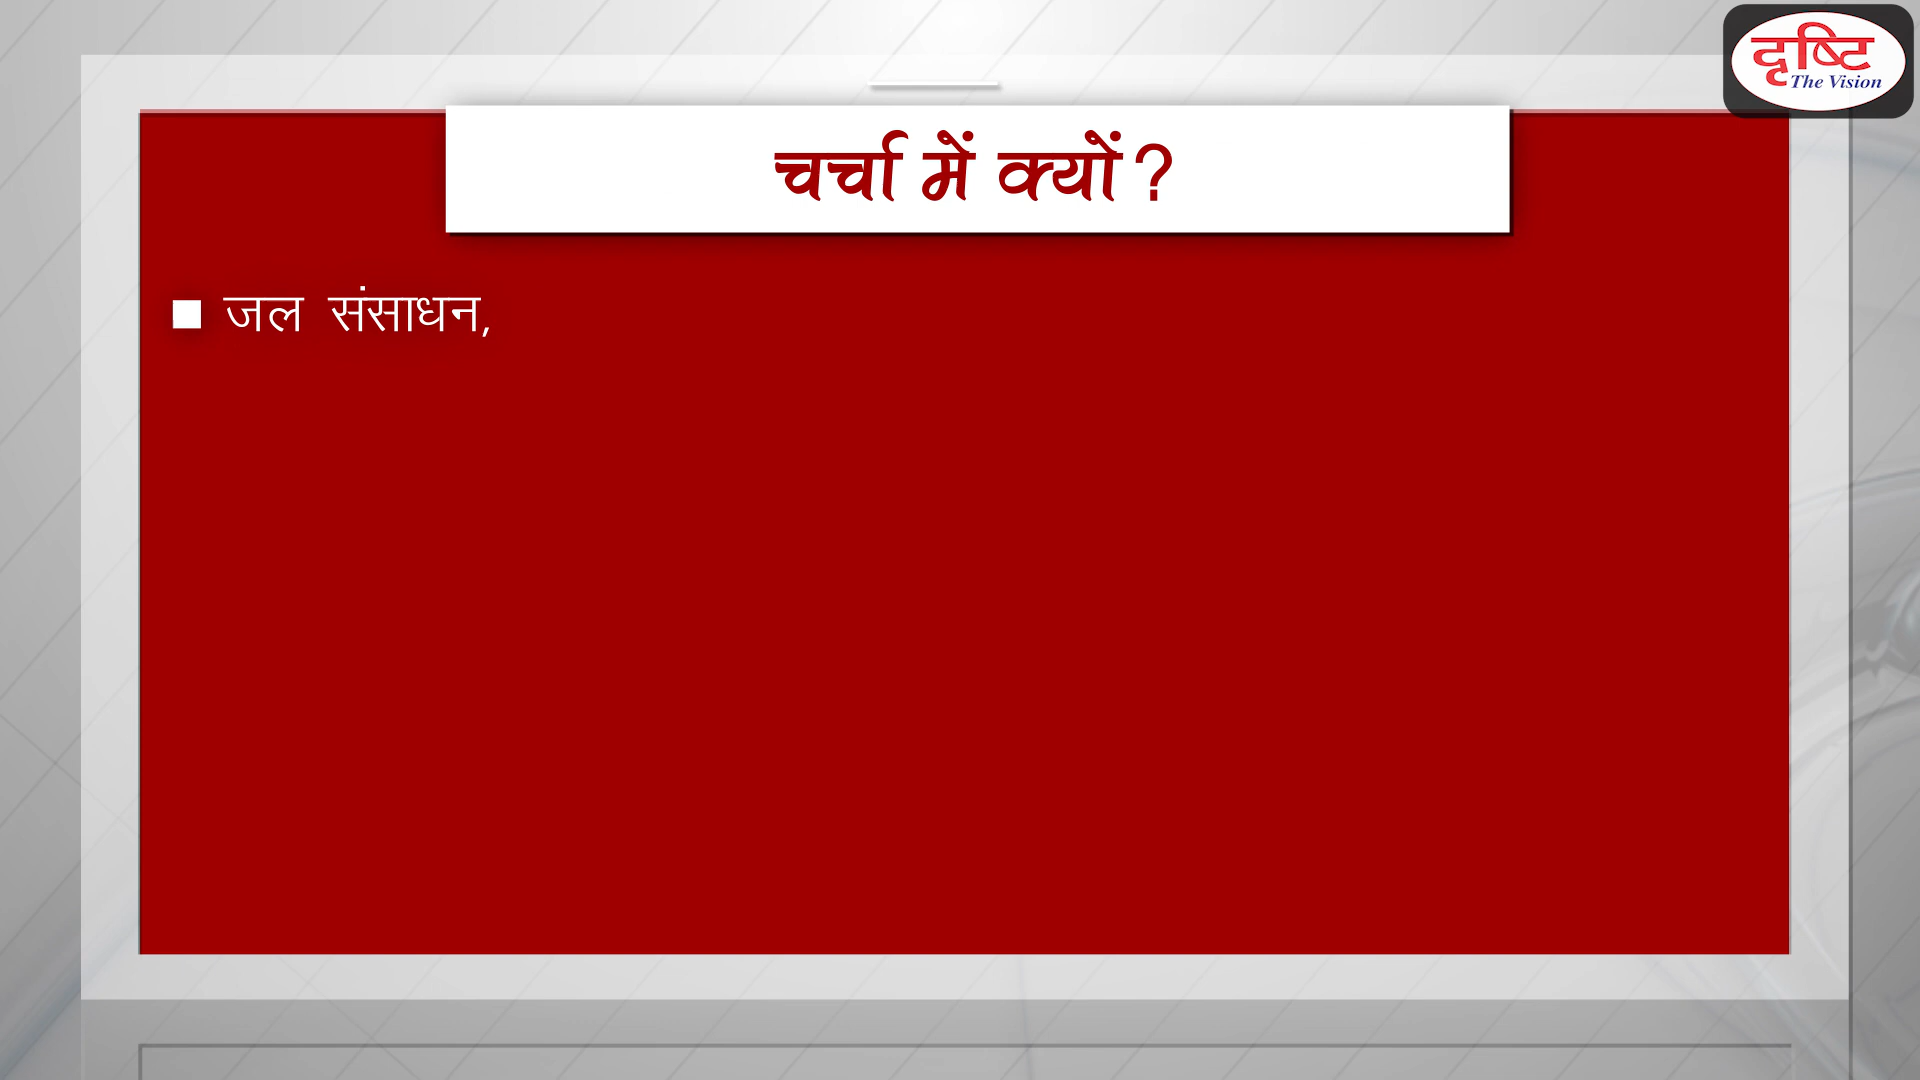 दृष्टि
The Vision
चर्चा में क्यों?
■ जल संसाधन,